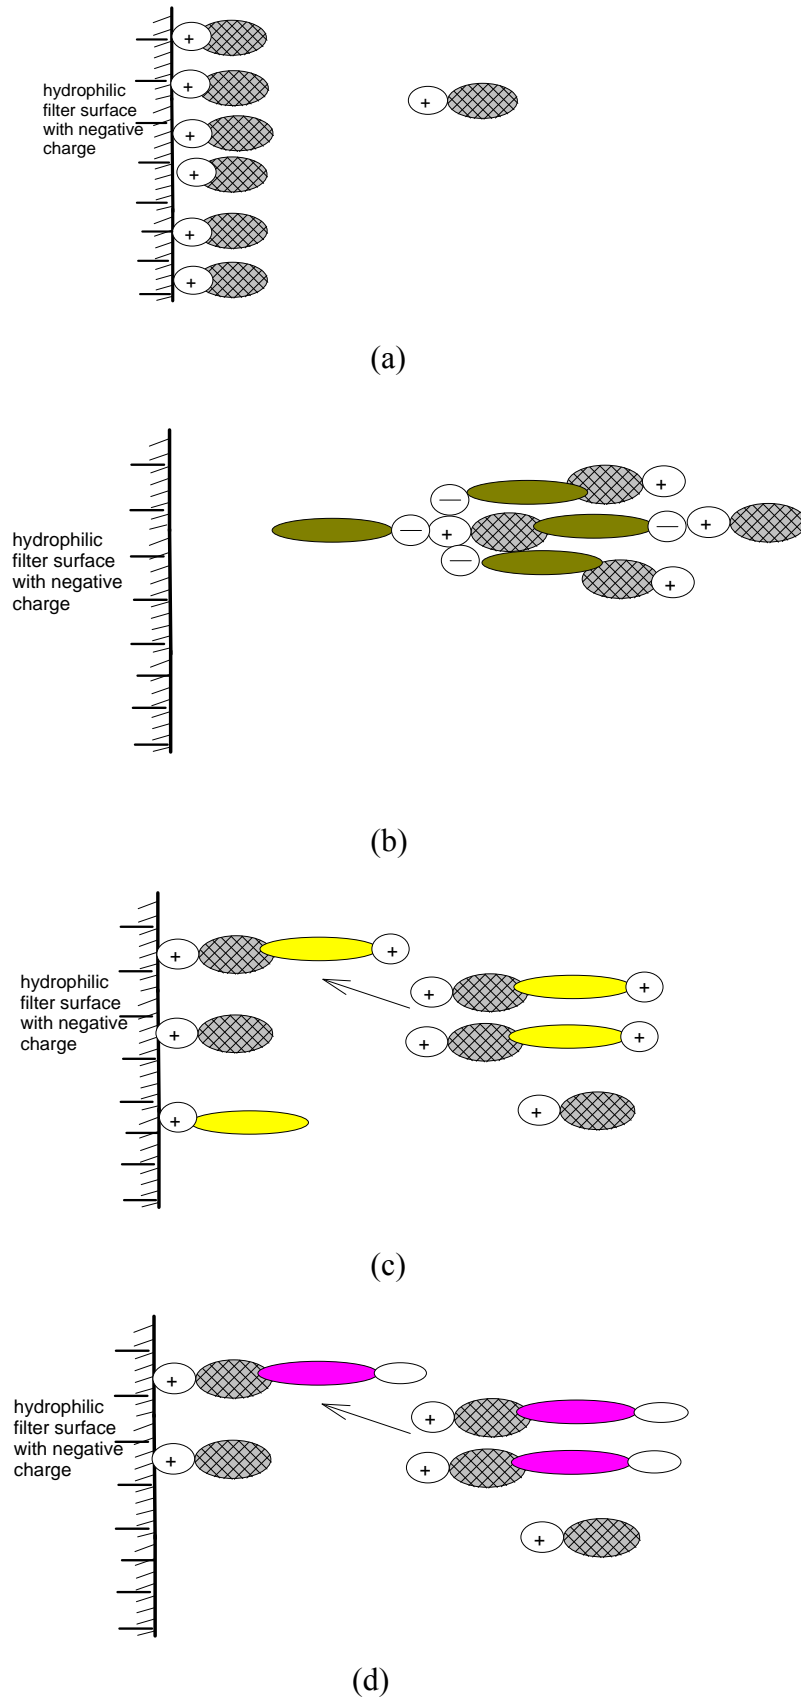 hydrophilic
filter surface
with negative
charge
+
+
+
+
+
+
+
(a)
hydrophilic
filter surface
with negative
charge
—
+
—
+
—
+
—
+
(b)
hydrophilic
filter surface
with negative
charge
+
+
+
+
+
+
+
+
+
(c)
hydrophilic
filter surface
with negative
charge
+
+
+
+
+
(d)